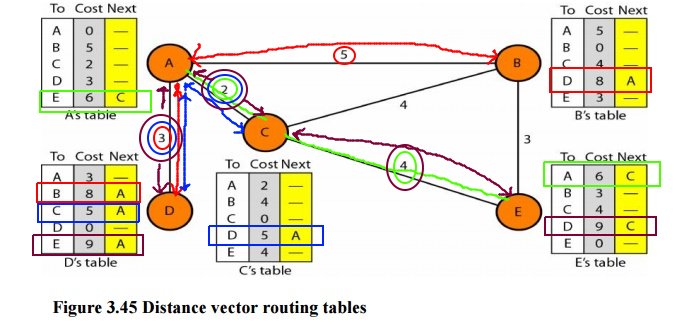 To Cost Next
A 0 —
B 5 —
C 2 —
D 3 —
E 6 C
A's table
To Cost Next
A 5 —
B 0 —
C 4 —
D 8 A
E 3 —
B's table
A
5
B
2
4
C
3
3
4
D
E
To Cost Next
A 3 —
B 8 A
C 5 A
D 0 —
E 9 A
D's table
To Cost Next
A 2 —
B 4 —
C 0 —
D 5 A
E 4 —
C's table
To Cost Next
A 6 C
B 3 —
C 4 —
D 9 C
E 0 —
E's table
Figure 3.45 Distance vector routing tables